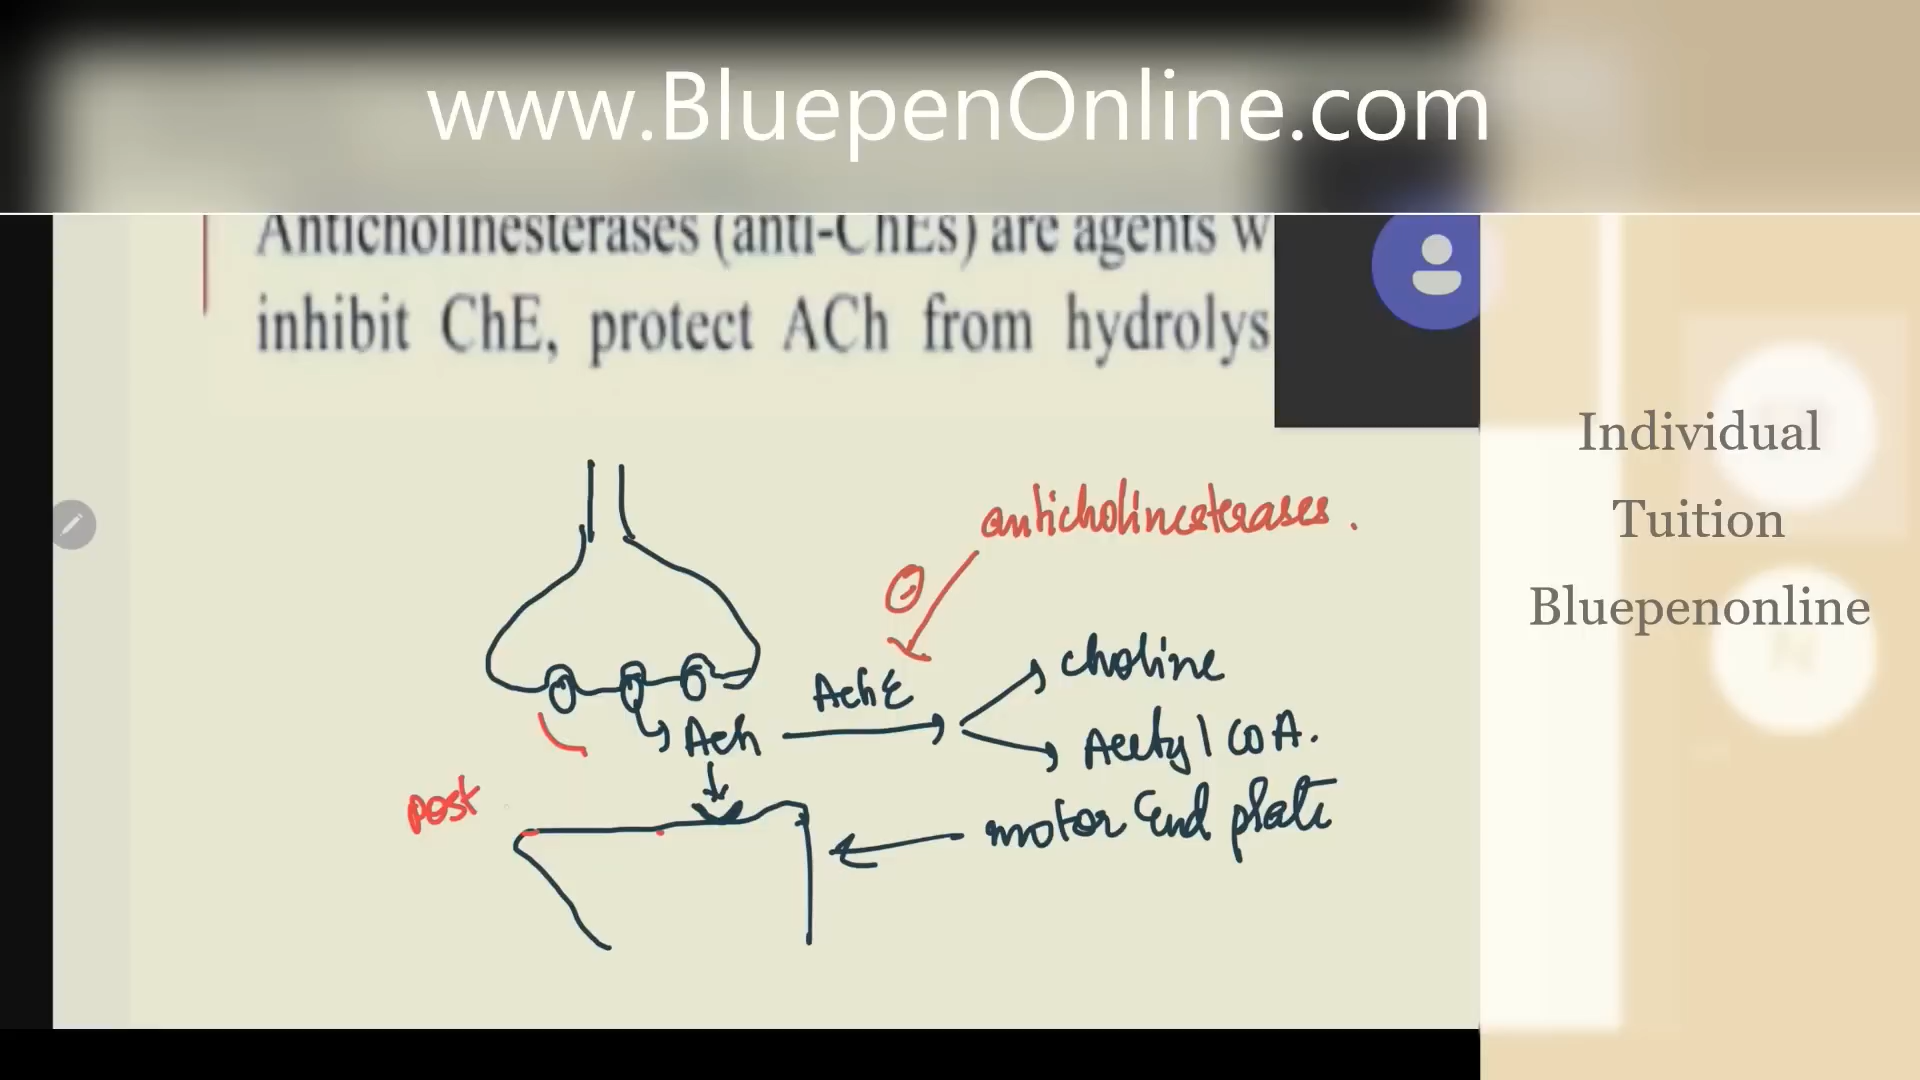 www.BluepenOnline.com
Anticholinesterases (anti-ChEs) are agents w
inhibit ChE, protect ACh from hydrolys
Individual
Tuition
Bluepenonline
anticholinesterases.
AchE
choline
Ach
Acetyl CoA.
post
motor End plate